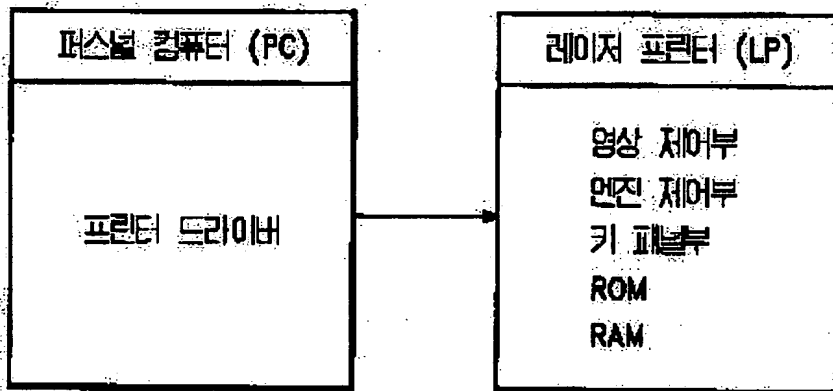 퍼스널 컴퓨터 (PC)
프린터 드라이버
레이저 프린터 (LP)
영상 제어부
엔진 제어부
키 패널부
ROM
RAM